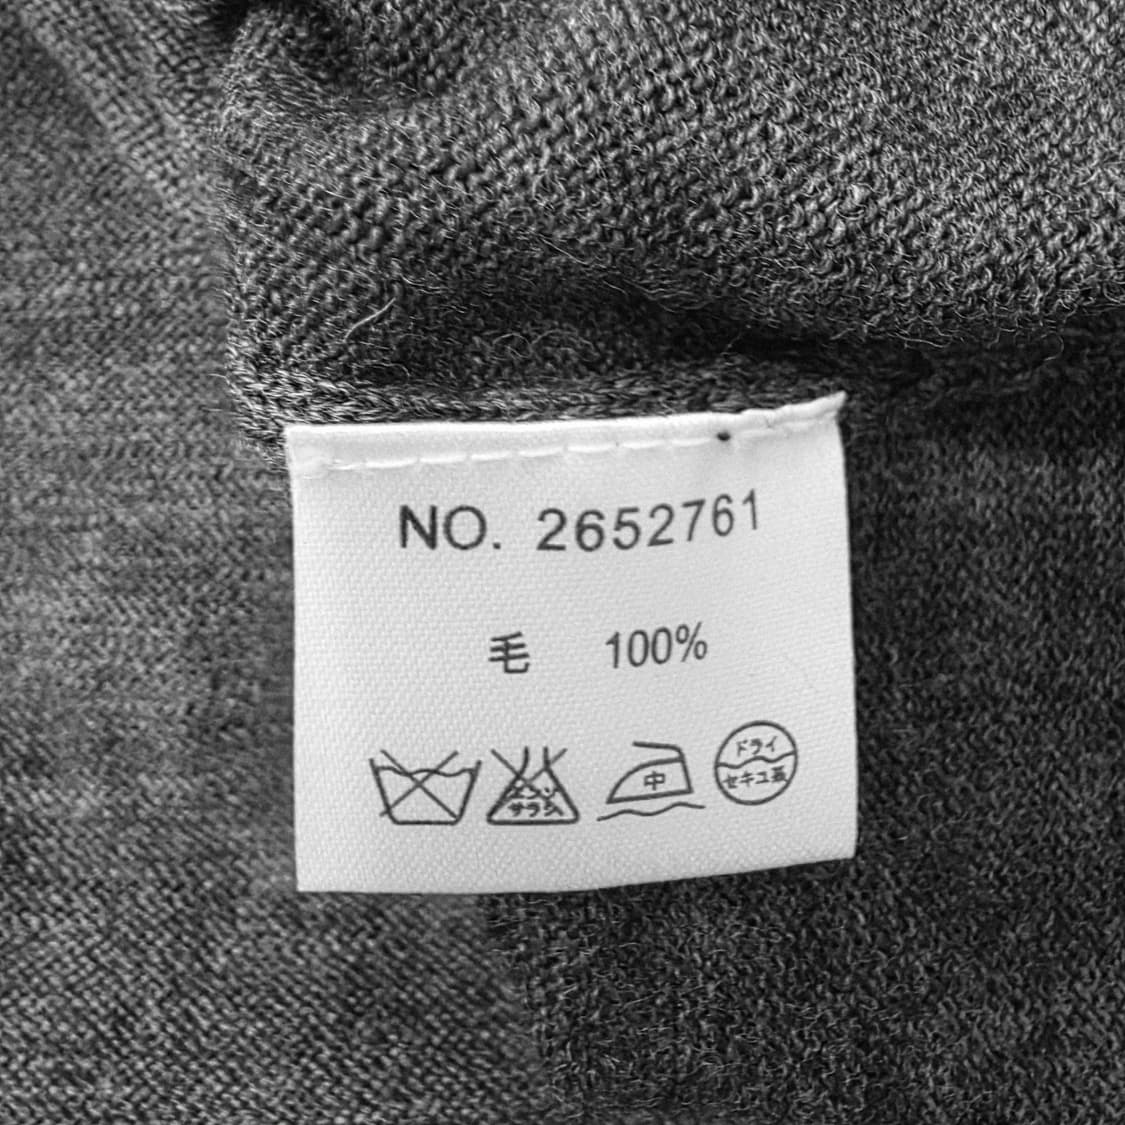 NO. 2652761
毛 100%
エンソ
サラシ
中
ドライ
セキユ系